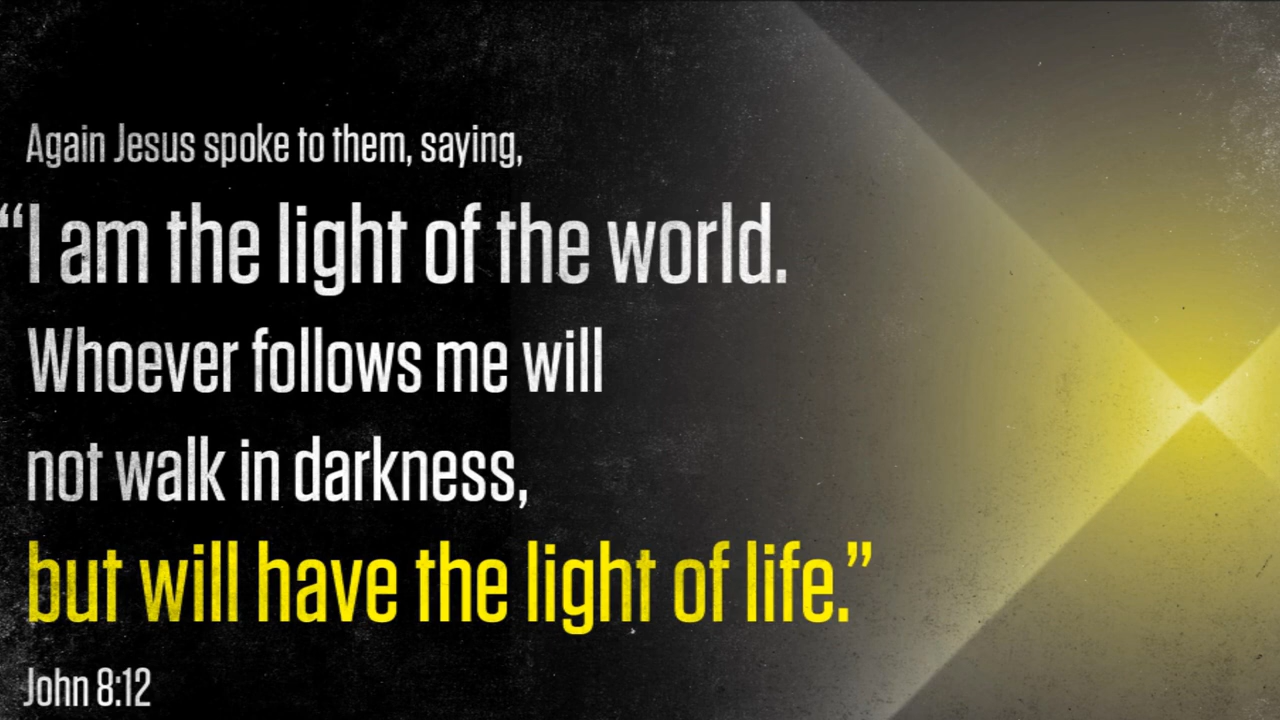 Again Jesus spoke to them, saying,
“I am the light of the world.
Whoever follows me will
not walk in darkness,
but will have the light of life.”
John 8:12